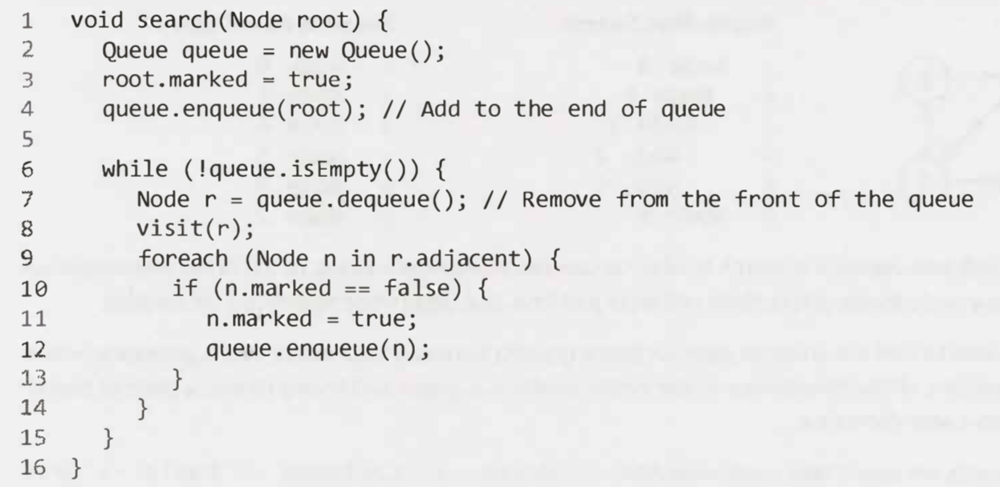 1 void search(Node root) {
2 Queue queue = new Queue();
3 root.marked = true;
4 queue.enqueue(root); // Add to the end of queue
5
6 while (!queue.isEmpty()) {
7 Node r = queue.dequeue(); // Remove from the front of the queue
8 visit(r);
9 foreach (Node n in r.adjacent) {
10 if (n.marked == false) {
11 n.marked = true;
12 queue.enqueue(n);
13 }
14 }
15 }
16 }